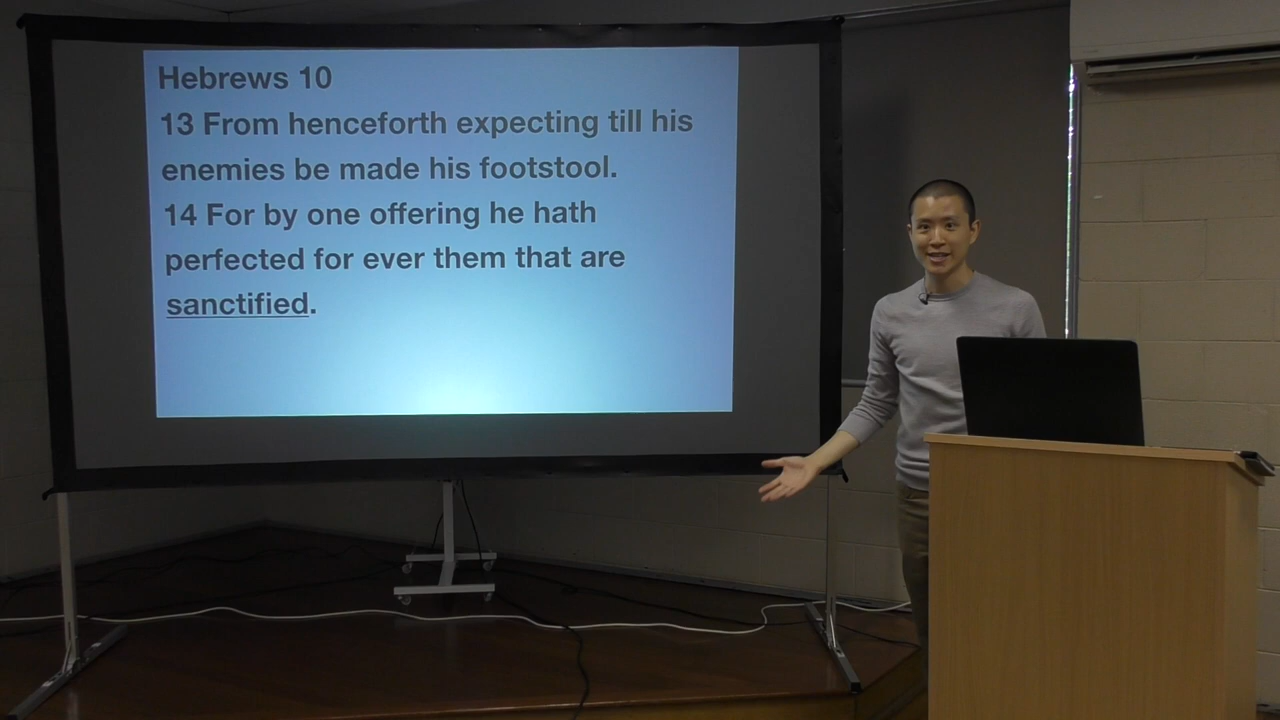 Hebrews 10
13 From henceforth expecting till his
enemies be made his footstool.
14 For by one offering he hath
perfected for ever them that are
sanctified.